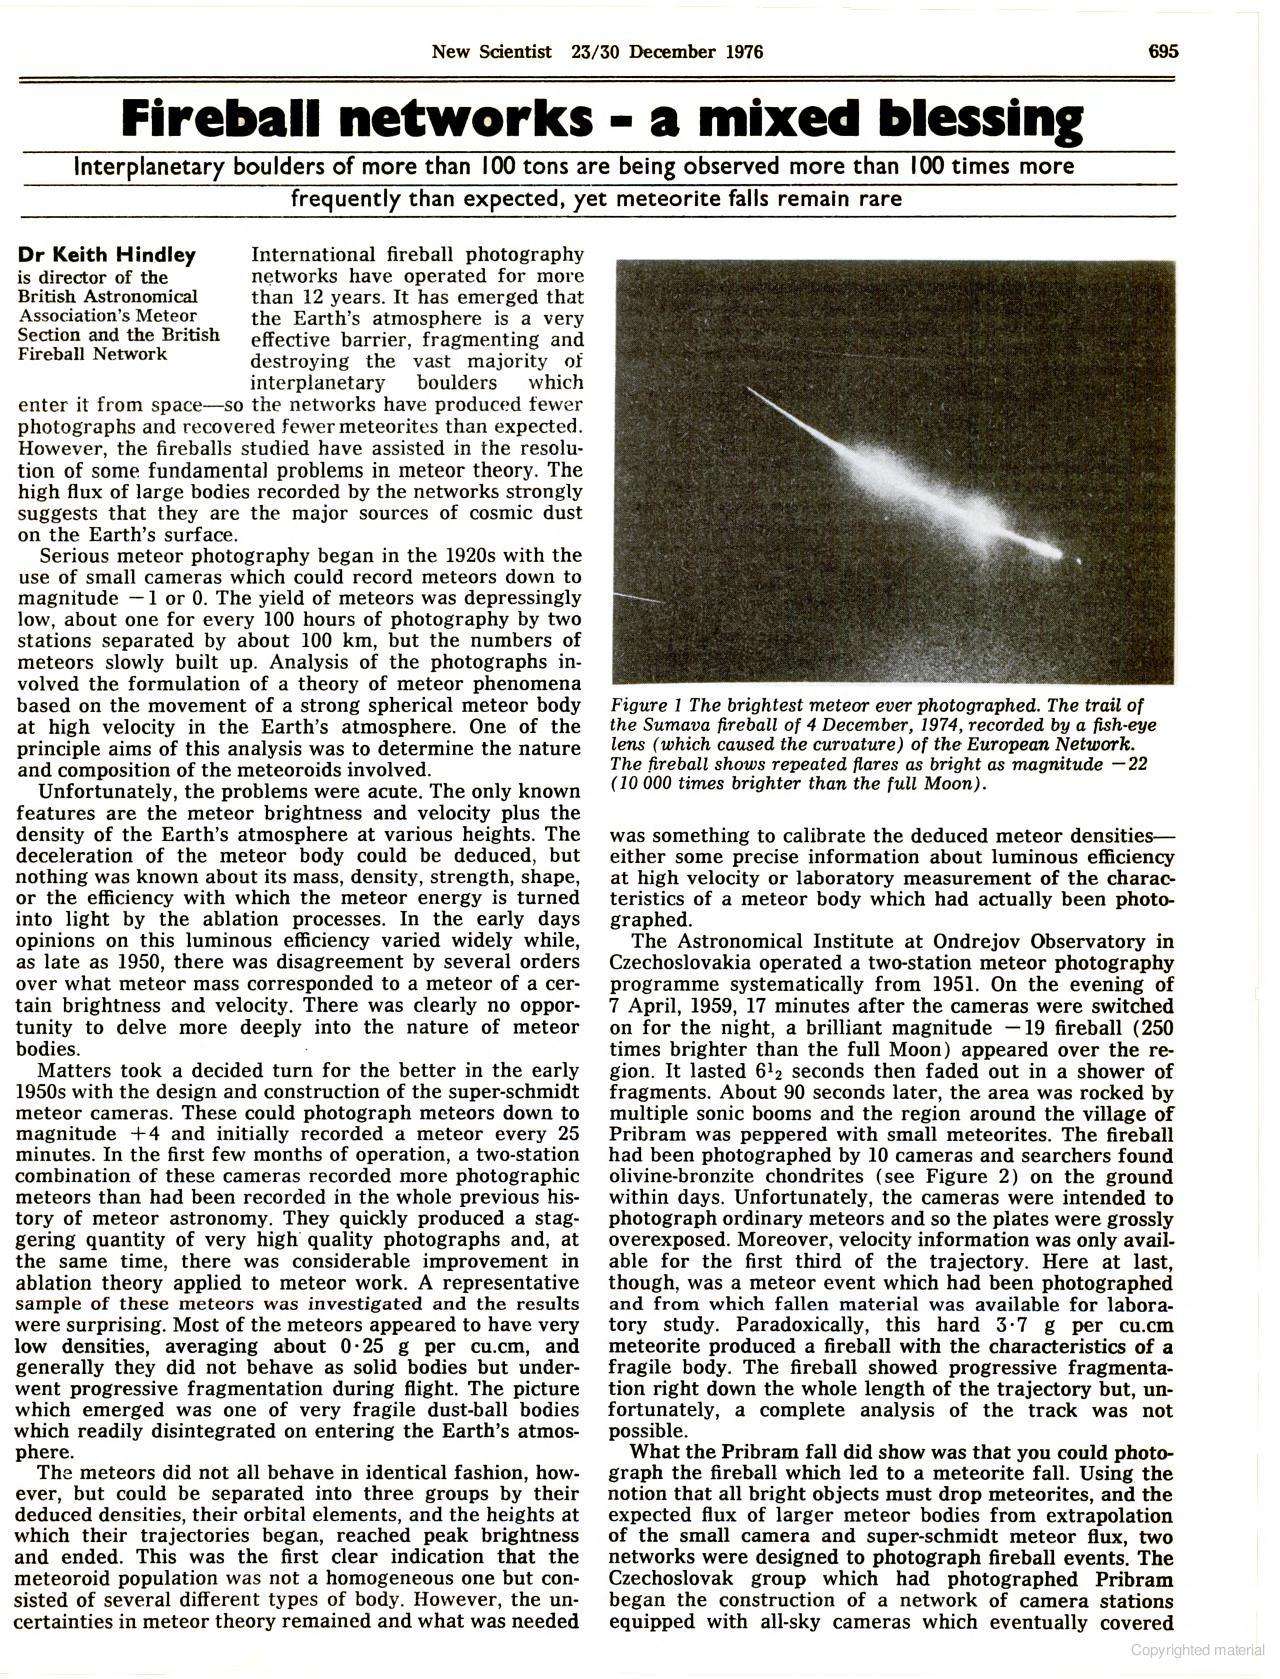 New Scientist 23/30 December 1976
695
Fireball networks - a mixed blessing
Interplanetary boulders of more than 100 tons are being observed more than 100 times more
frequently than expected, yet meteorite falls remain rare
Dr Keith Hindley
is director of the
British Astronomical
Association's Meteor
Section and the British
Fireball Network
International fireball photography
networks have operated for more
than 12 years. It has emerged that
the Earth's atmosphere is a very
effective barrier, fragmenting and
destroying the vast majority of
interplanetary boulders which
enter it from space—so the networks have produced fewer
photographs and recovered fewer meteorites than expected.
However, the fireballs studied have assisted in the resolu-
tion of some fundamental problems in meteor theory. The
high flux of large bodies recorded by the networks strongly
suggests that they are the major sources of cosmic dust
on the Earth's surface.
Serious meteor photography began in the 1920s with the
use of small cameras which could record meteors down to
magnitude −1 or 0. The yield of meteors was depressingly
low, about one for every 100 hours of photography by two
stations separated by about 100 km, but the numbers of
meteors slowly built up. Analysis of the photographs in-
volved the formulation of a theory of meteor phenomena
based on the movement of a strong spherical meteor body
at high velocity in the Earth's atmosphere. One of the
principle aims of this analysis was to determine the nature
and composition of the meteoroids involved.
Unfortunately, the problems were acute. The only known
features are the meteor brightness and velocity plus the
density of the Earth's atmosphere at various heights. The
deceleration of the meteor body could be deduced, but
nothing was known about its mass, density, strength, shape,
or the efficiency with which the meteor energy is turned
into light by the ablation processes. In the early days
opinions on this luminous efficiency varied widely while,
as late as 1950, there was disagreement by several orders
over what meteor mass corresponded to a meteor of a cer-
tain brightness and velocity. There was clearly no oppor-
tunity to delve more deeply into the nature of meteor
bodies.
Matters took a decided turn for the better in the early
1950s with the design and construction of the super-schmidt
meteor cameras. These could photograph meteors down to
magnitude +4 and initially recorded a meteor every 25
minutes. In the first few months of operation, a two-station
combination of these cameras recorded more photographic
meteors than had been recorded in the whole previous his-
tory of meteor astronomy. They quickly produced a stag-
gering quantity of very high quality photographs and, at
the same time, there was considerable improvement in
ablation theory applied to meteor work. A representative
sample of these meteors was investigated and the results
were surprising. Most of the meteors appeared to have very
low densities, averaging about 0·25 g per cu.cm, and
generally they did not behave as solid bodies but under-
went progressive fragmentation during flight. The picture
which emerged was one of very fragile dust-ball bodies
which readily disintegrated on entering the Earth's atmos-
phere.
The meteors did not all behave in identical fashion, how-
ever, but could be separated into three groups by their
deduced densities, their orbital elements, and the heights at
which their trajectories began, reached peak brightness
and ended. This was the first clear indication that the
meteoroid population was not a homogeneous one but con-
sisted of several different types of body. However, the un-
certainties in meteor theory remained and what was needed
Figure 1 The brightest meteor ever photographed. The trail of
the Sumava fireball of 4 December, 1974, recorded by a fish-eye
lens (which caused the curvature) of the European Network.
The fireball shows repeated flares as bright as magnitude −22
(10 000 times brighter than the full Moon).
was something to calibrate the deduced meteor densities—
either some precise information about luminous efficiency
at high velocity or laboratory measurement of the charac-
teristics of a meteor body which had actually been photo-
graphed.
The Astronomical Institute at Ondrejov Observatory in
Czechoslovakia operated a two-station meteor photography
programme systematically from 1951. On the evening of
7 April, 1959, 17 minutes after the cameras were switched
on for the night, a brilliant magnitude −19 fireball (250
times brighter than the full Moon) appeared over the re-
gion. It lasted 6½ seconds then faded out in a shower of
fragments. About 90 seconds later, the area was rocked by
multiple sonic booms and the region around the village of
Pribram was peppered with small meteorites. The fireball
had been photographed by 10 cameras and searchers found
olivine-bronzite chondrites (see Figure 2) on the ground
within days. Unfortunately, the cameras were intended to
photograph ordinary meteors and so the plates were grossly
overexposed. Moreover, velocity information was only avail-
able for the first third of the trajectory. Here at last,
though, was a meteor event which had been photographed
and from which fallen material was available for labora-
tory study. Paradoxically, this hard 3·7 g per cu.cm
meteorite produced a fireball with the characteristics of a
fragile body. The fireball showed progressive fragmenta-
tion right down the whole length of the trajectory but, un-
fortunately, a complete analysis of the track was not
possible.
What the Pribram fall did show was that you could photo-
graph the fireball which led to a meteorite fall. Using the
notion that all bright objects must drop meteorites, and the
expected flux of larger meteor bodies from extrapolation
of the small camera and super-schmidt meteor flux, two
networks were designed to photograph fireball events. The
Czechoslovak group which had photographed Pribram
began the construction of a network of camera stations
equipped with all-sky cameras which eventually covered
Copyrighted material